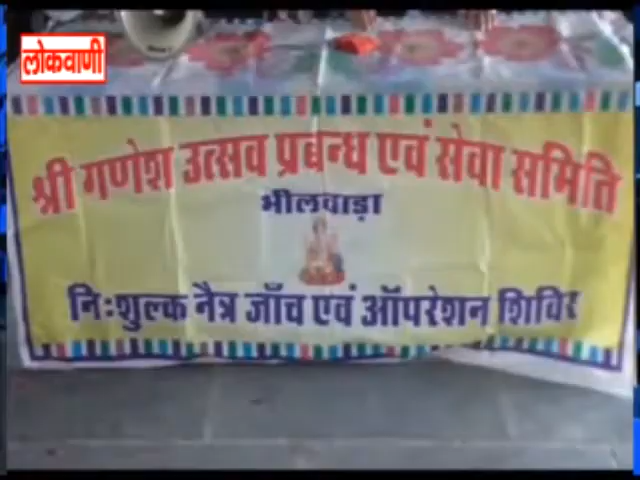 लोकवाणी
श्री गणेश उत्सव प्रबन्ध एवं सेवा समिति
भीलवाड़ा
निःशुल्क नैत्र जाँच एवं ऑपरेशन शिविर